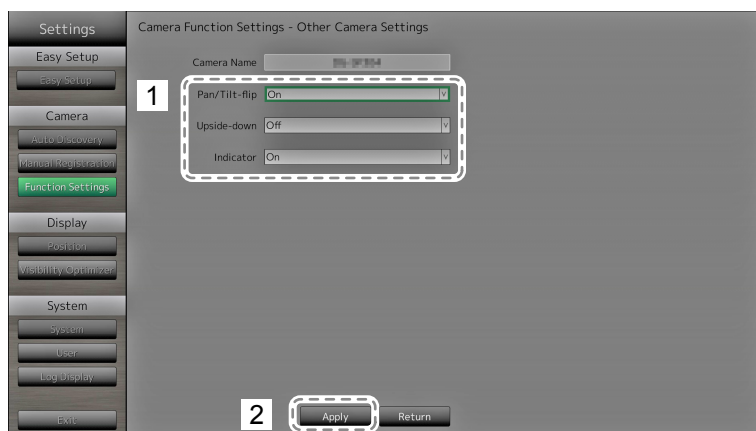 Settings
Camera Function Settings - Other Camera Settings
Easy Setup
Easy Setup
Camera
Auto Discovery
Manual Registration
Function Settings
Display
Position
Visibility Optimizer
System
System
User
Log Display
Exit
Camera Name
1
Pan/Tilt-flip On
Upside-down Off
Indicator On
2
Apply
Return